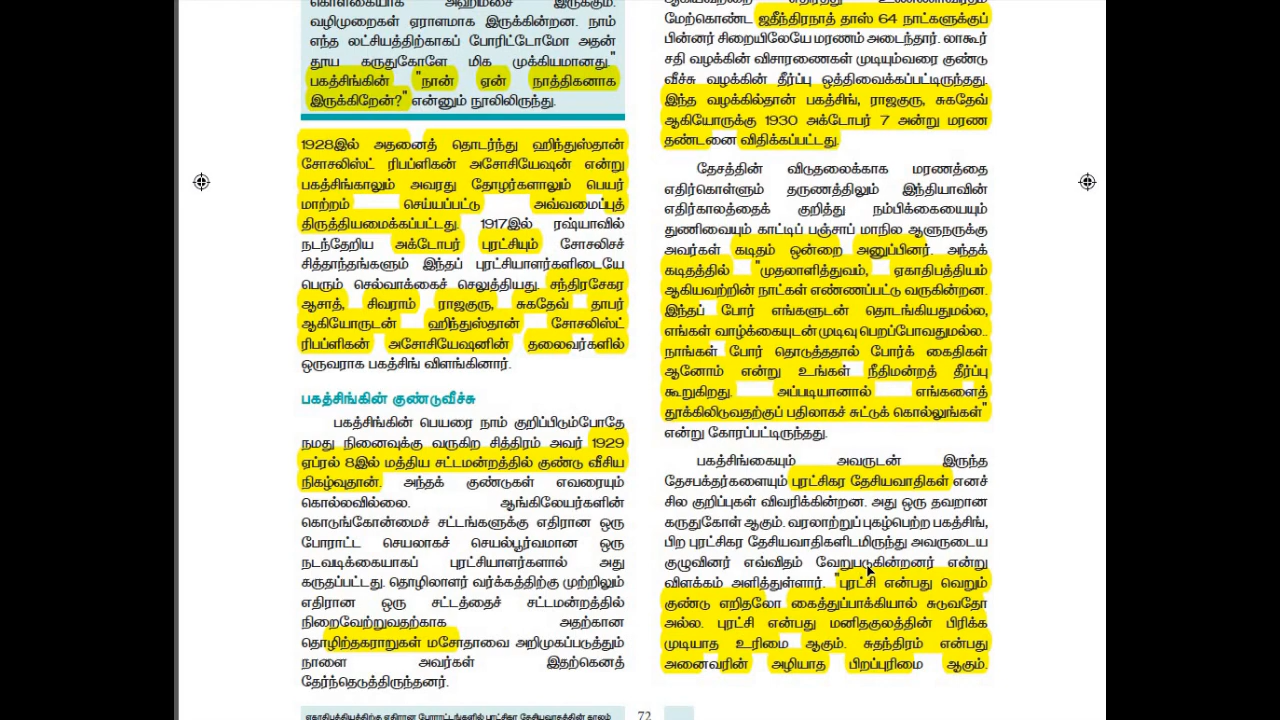 கொள்கையாக அஹிம்சை இருக்கும்.
வழிமுறைகள் ஏராளமாக இருக்கின்றன. நாம்
எந்த லட்சியத்திற்காகப் போரிட்டோமோ அதன்
தூய கருதுகோளே மிக முக்கியமானது."
பகத்சிங்கின் "நான் ஏன் நாத்திகனாக
இருக்கிறேன்?" என்னும் நூலிலிருந்து.
1928இல் அதனைத் தொடர்ந்து ஹிந்துஸ்தான்
சோசலிஸ்ட் ரிபப்ளிகன் அசோசியேஷன் என்று
பகத்சிங்காலும் அவரது தோழர்களாலும் பெயர்
மாற்றம் செய்யப்பட்டு அவ்வமைப்புத்
திருத்தியமைக்கப்பட்டது. 1917இல் ரஷ்யாவில்
நடந்தேறிய அக்டோபர் புரட்சியும் சோசலிசச்
சித்தாந்தங்களும் இந்தப் புரட்சியாளர்களிடையே
பெரும் செல்வாக்கைச் செலுத்தியது. சந்திரசேகர
ஆசாத், சிவராம் ராஜகுரு, சுகதேவ் தாபர்
ஆகியோருடன் ஹிந்துஸ்தான் சோசலிஸ்ட்
ரிபப்ளிகன் அசோசியேஷனின் தலைவர்களில்
ஒருவராக பகத்சிங் விளங்கினார்.
பகத்சிங்கின் குண்டுவீச்சு
பகத்சிங்கின் பெயரை நாம் குறிப்பிடும்போதே
நமது நினைவுக்கு வருகிற சித்திரம் அவர் 1929
ஏப்ரல் 8இல் மத்திய சட்டமன்றத்தில் குண்டு வீசிய
நிகழ்வுதான். அந்தக் குண்டுகள் எவரையும்
கொல்லவில்லை. ஆங்கிலேயர்களின்
கொடுங்கோன்மைச் சட்டங்களுக்கு எதிரான ஒரு
போராட்ட செயலாகச் செயல்பூர்வமான ஒரு
நடவடிக்கையாகப் புரட்சியாளர்களால் அது
கருதப்பட்டது. தொழிலாளர் வர்க்கத்திற்கு முற்றிலும்
எதிரான ஒரு சட்டத்தைச் சட்டமன்றத்தில்
நிறைவேற்றுவதற்காக அதற்கான
தொழிற்தகராறுகள் மசோதாவை அறிமுகப்படுத்தும்
நாளை அவர்கள் இதற்கெனத்
தேர்ந்தெடுத்திருந்தனர்.
மேற்கொண்ட ஜதீந்திரநாத் தாஸ் 64 நாட்களுக்குப்
பின்னர் சிறையிலேயே மரணம் அடைந்தார். லாகூர்
சதி வழக்கின் விசாரணைகள் முடியும்வரை குண்டு
வீச்சு வழக்கின் தீர்ப்பு ஒத்திவைக்கப்பட்டிருந்தது.
இந்த வழக்கில்தான் பகத்சிங், ராஜகுரு, சுகதேவ்
ஆகியோருக்கு 1930 அக்டோபர் 7 அன்று மரண
தண்டனை விதிக்கப்பட்டது.
தேசத்தின் விடுதலைக்காக மரணத்தை
எதிர்கொள்ளும் தருணத்திலும் இந்தியாவின்
எதிர்காலத்தைக் குறித்து நம்பிக்கையையும்
துணிவையும் காட்டிப் பஞ்சாப் மாநில ஆளுநருக்கு
அவர்கள் கடிதம் ஒன்றை அனுப்பினர். அந்தக்
கடிதத்தில் "முதலாளித்துவம், ஏகாதிபத்தியம்
ஆகியவற்றின் நாட்கள் எண்ணப்பட்டு வருகின்றன.
இந்தப் போர் எங்களுடன் தொடங்கியதுமல்ல,
எங்கள் வாழ்க்கையுடன் முடிவு பெறப்போவதுமல்ல..
நாங்கள் போர் தொடுத்ததால் போர்க் கைதிகள்
ஆனோம் என்று உங்கள் நீதிமன்றத் தீர்ப்பு
கூறுகிறது. அப்படியானால் எங்களைத்
தூக்கிலிடுவதற்குப் பதிலாகச் சுட்டுக் கொல்லுங்கள்"
என்று கோரப்பட்டிருந்தது.
பகத்சிங்கையும் அவருடன் இருந்த
தேசபக்தர்களையும் புரட்சிகர தேசியவாதிகள் எனச்
சில குறிப்புகள் விவரிக்கின்றன. அது ஒரு தவறான
கருதுகோள் ஆகும். வரலாற்றுப் புகழ்பெற்ற பகத்சிங்,
பிற புரட்சிகர தேசியவாதிகளிடமிருந்து அவருடைய
குழுவினர் எவ்விதம் வேறுபடுகின்றனர் என்று
விளக்கம் அளித்துள்ளார். "புரட்சி என்பது வெறும்
குண்டு எறிதலோ கைத்துப்பாக்கியால் சுடுவதோ
அல்ல. புரட்சி என்பது மனிதகுலத்தின் பிரிக்க
முடியாத உரிமை ஆகும். சுதந்திரம் என்பது
அனைவரின் அழியாத பிறப்புரிமை ஆகும்.
ஏகாதிபத்தியத்திற்கு எதிரான போராட்டங்களில் புரட்சிகர தேசியவாதத்தின் காலம் 72